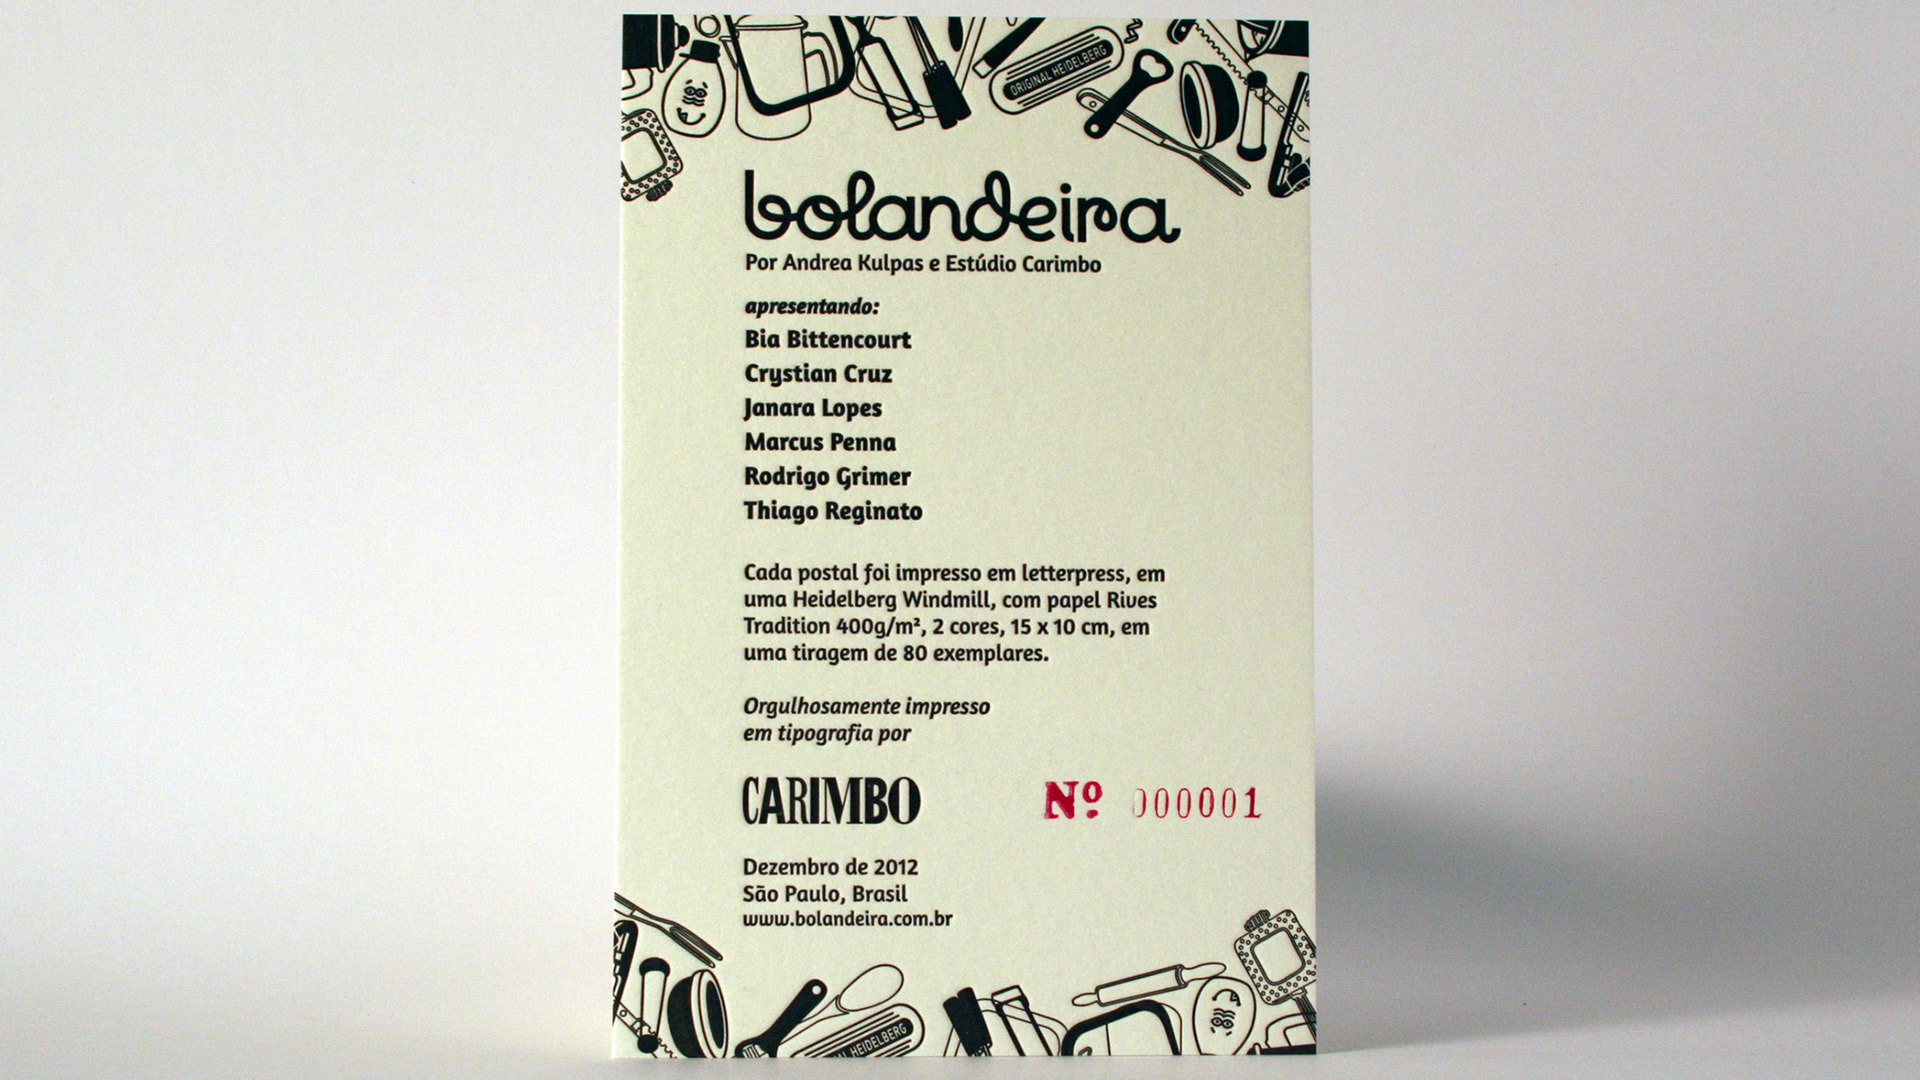 ORIGINAL HEIDELBERG
bolandeira
Por Andrea Kulpas e Estúdio Carimbo
apresentando:
Bia Bittencourt
Crystian Cruz
Janara Lopes
Marcus Penna
Rodrigo Grimer
Thiago Reginato
Cada postal foi impresso em letterpress, em
uma Heidelberg Windmill, com papel Rives
Tradition 400g/m², 2 cores, 15 x 10 cm, em
uma tiragem de 80 exemplares.
Orgulhosamente impresso
em tipografia por
CARIMBO
Nº 000001
Dezembro de 2012
São Paulo, Brasil
www.bolandeira.com.br
HEIDELBERG